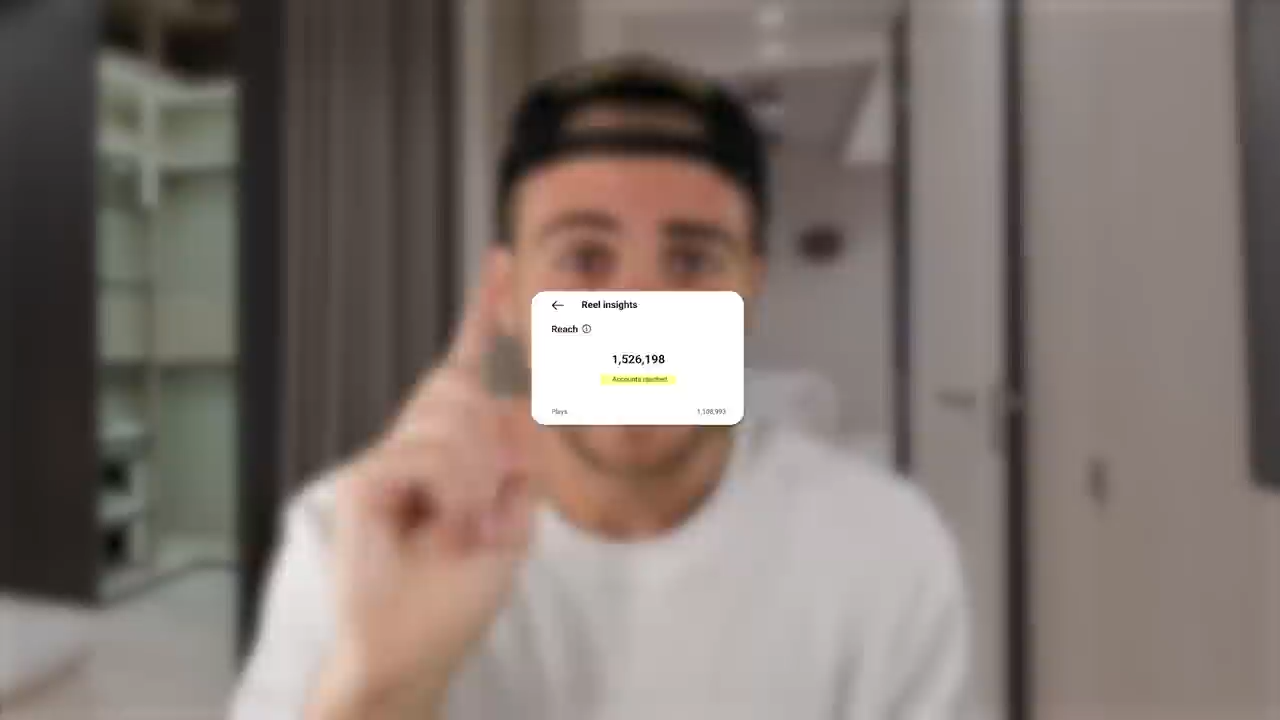 Reel insights
Reach
1,526,198
Accounts reached
Plays